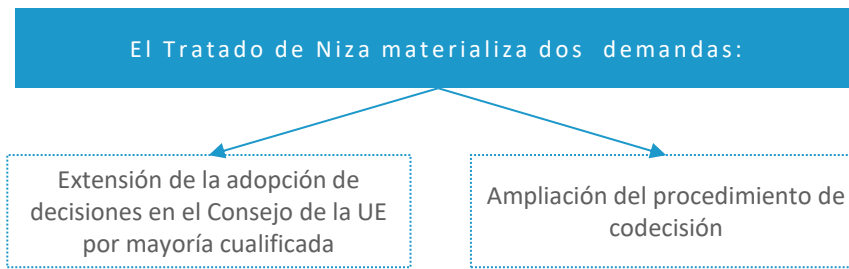 El Tratado de Niza materializa dos demandas:
Extensión de la adopción de
decisiones en el Consejo de la UE
por mayoría cualificada
Ampliación del procedimiento de
codecisión